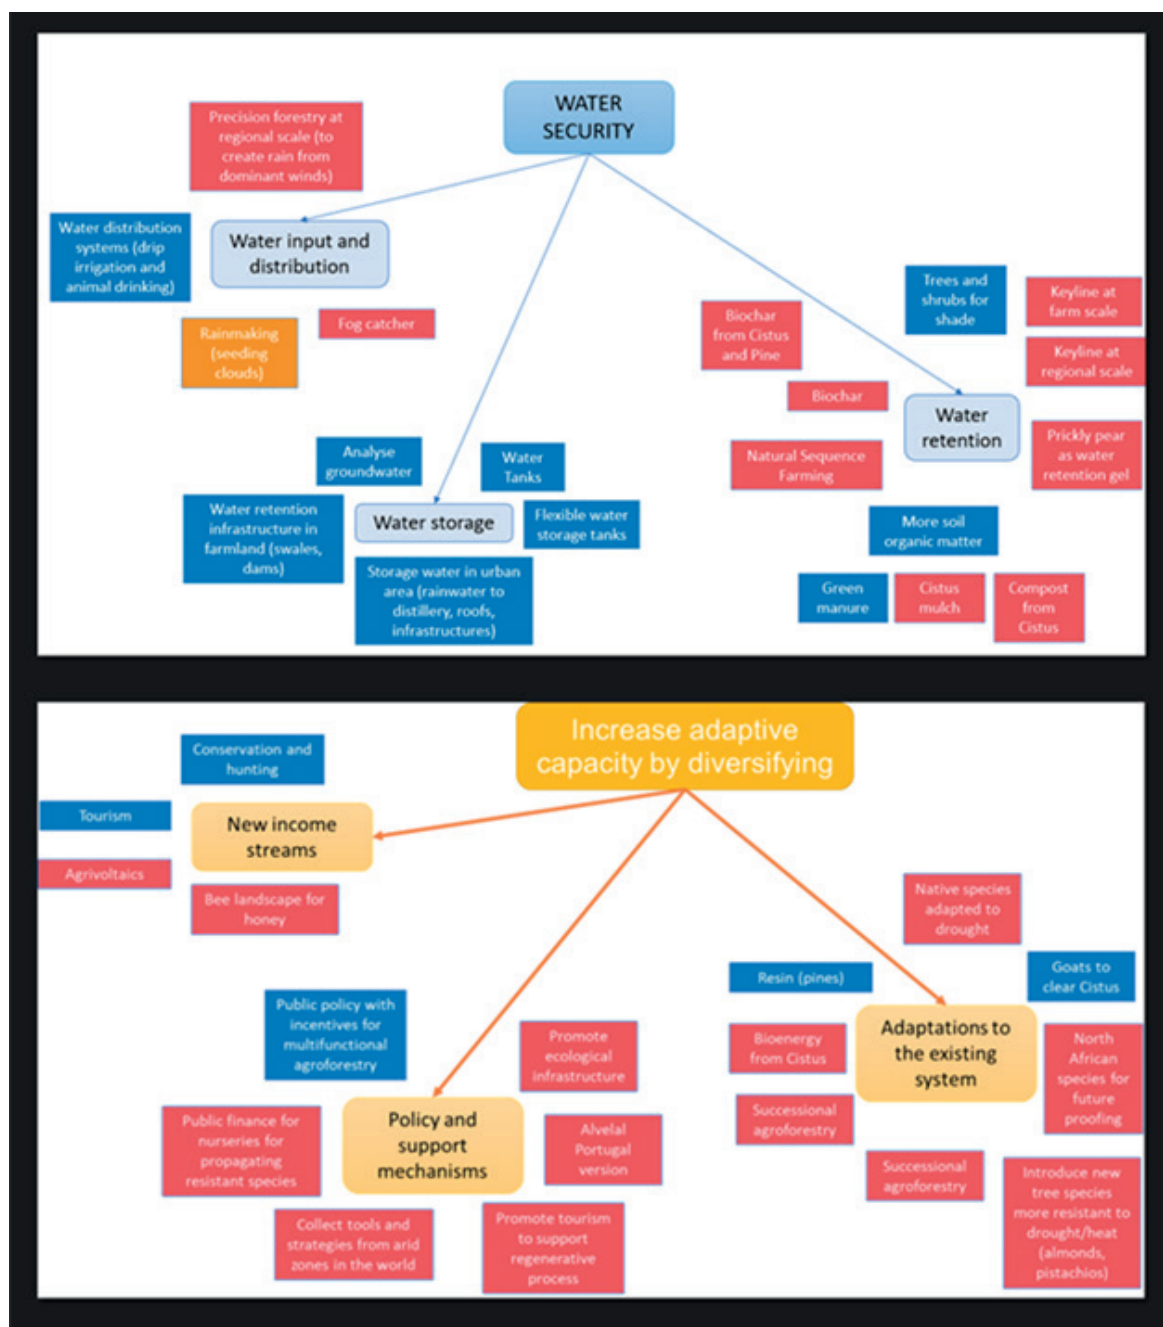 WATER
SECURITY
Precision forestry at
regional scale (to
create rain from
dominant winds)
Water distribution
systems (drip
irrigation and
animal drinking)
Water input and
distribution
Rainmaking
(seeding
clouds)
Fog catcher
Trees and
shrubs for
shade
Keyline at
farm scale
Biochar
from Cistus
and Pine
Keyline at
regional scale
Biochar
Water
retention
Natural Sequence
Farming
Prickly pear
as water
retention gel
Analyse
groundwater
Water
Tanks
Water retention
infrastructure in
farmland (swales,
dams)
Water storage
Flexible water
storage tanks
Storage water in urban
area (rainwater to
distillery, roofs,
infrastructures)
More soil
organic matter
Green
manure
Cistus
mulch
Compost
from
Cistus
Increase adaptive
capacity by diversifying
Conservation and
hunting
Tourism
New income
streams
Agrivoltaics
Bee landscape for
honey
Native species
adapted to
drought
Resin (pines)
Goats to
clear Cistus
Public policy with
incentives for
multifunctional
agroforestry
Promote
ecological
infrastructure
Bioenergy
from Cistus
Adaptations to
the existing
system
North
African
species for
future
proofing
Public finance for
nurseries for
propagating
resistant species
Policy and
support
mechanisms
Alvelal
Portugal
version
Successional
agroforestry
Successional
agroforestry
Introduce new
tree species
more resistant to
drought/heat
(almonds,
pistachios)
Collect tools and
strategies from arid
zones in the world
Promote tourism
to support
regenerative
process